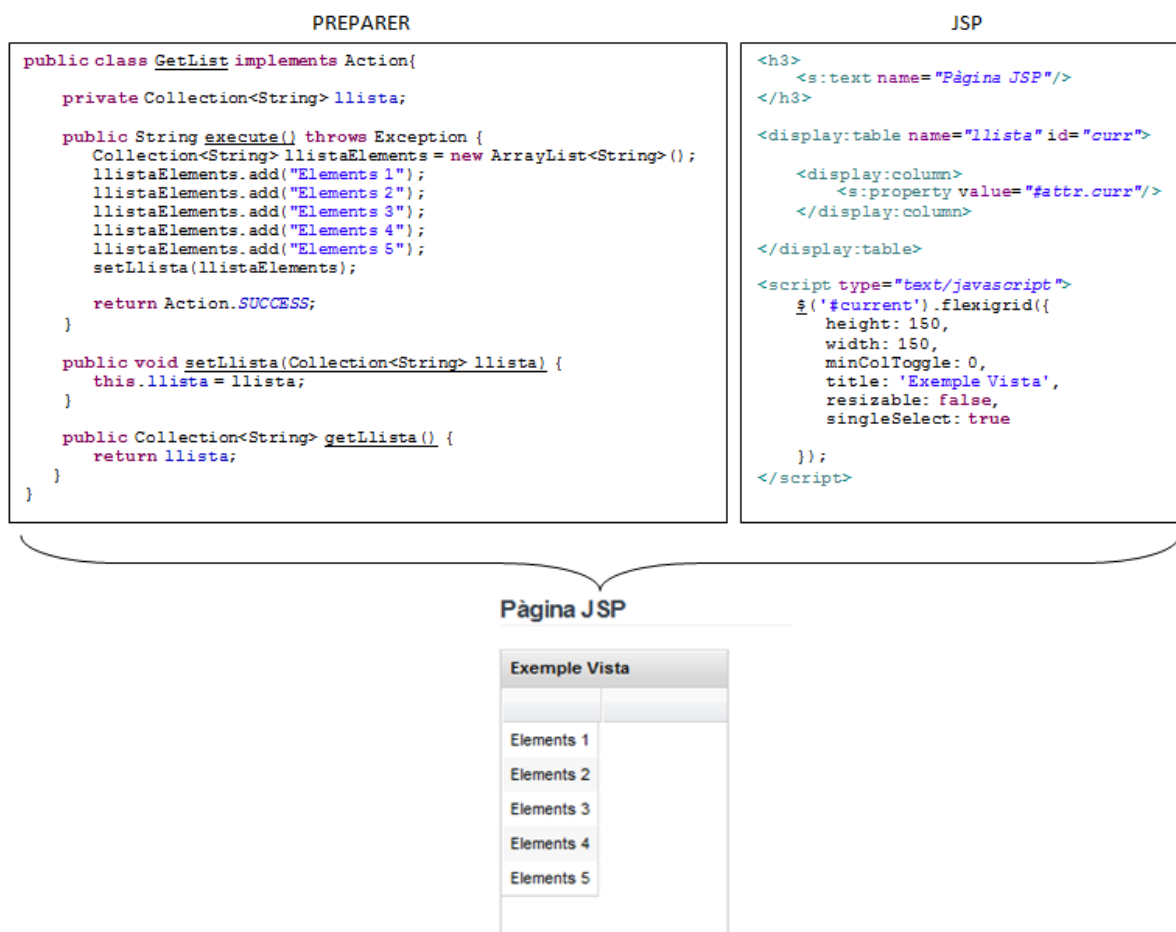 PREPARER
public class GetList implements Action{
private Collection<String> llista;
public String execute() throws Exception {
Collection<String> llistaElements = new ArrayList<String>();
llistaElements.add("Elements 1");
llistaElements.add("Elements 2");
llistaElements.add("Elements 3");
llistaElements.add("Elements 4");
llistaElements.add("Elements 5");
setLlista(llistaElements);
return Action.SUCCESS;
}
public void setLlista(Collection<String> llista) {
this.llista = llista;
}
public Collection<String> getLlista() {
return llista;
}
}
JSP
<h3>
<s:text name="Pàgina JSP"/>
</h3>
<display:table name="llista" id="curr">
<display:column>
<s:property value="#attr.curr"/>
</display:column>
</display:table>
<script type="text/javascript">
$('#current').flexigrid({
height: 150,
width: 150,
minColToggle: 0,
title: 'Exemple Vista',
resizable: false,
singleSelect: true
});
</script>
Pàgina JSP
Exemple Vista
Elements 1
Elements 2
Elements 3
Elements 4
Elements 5